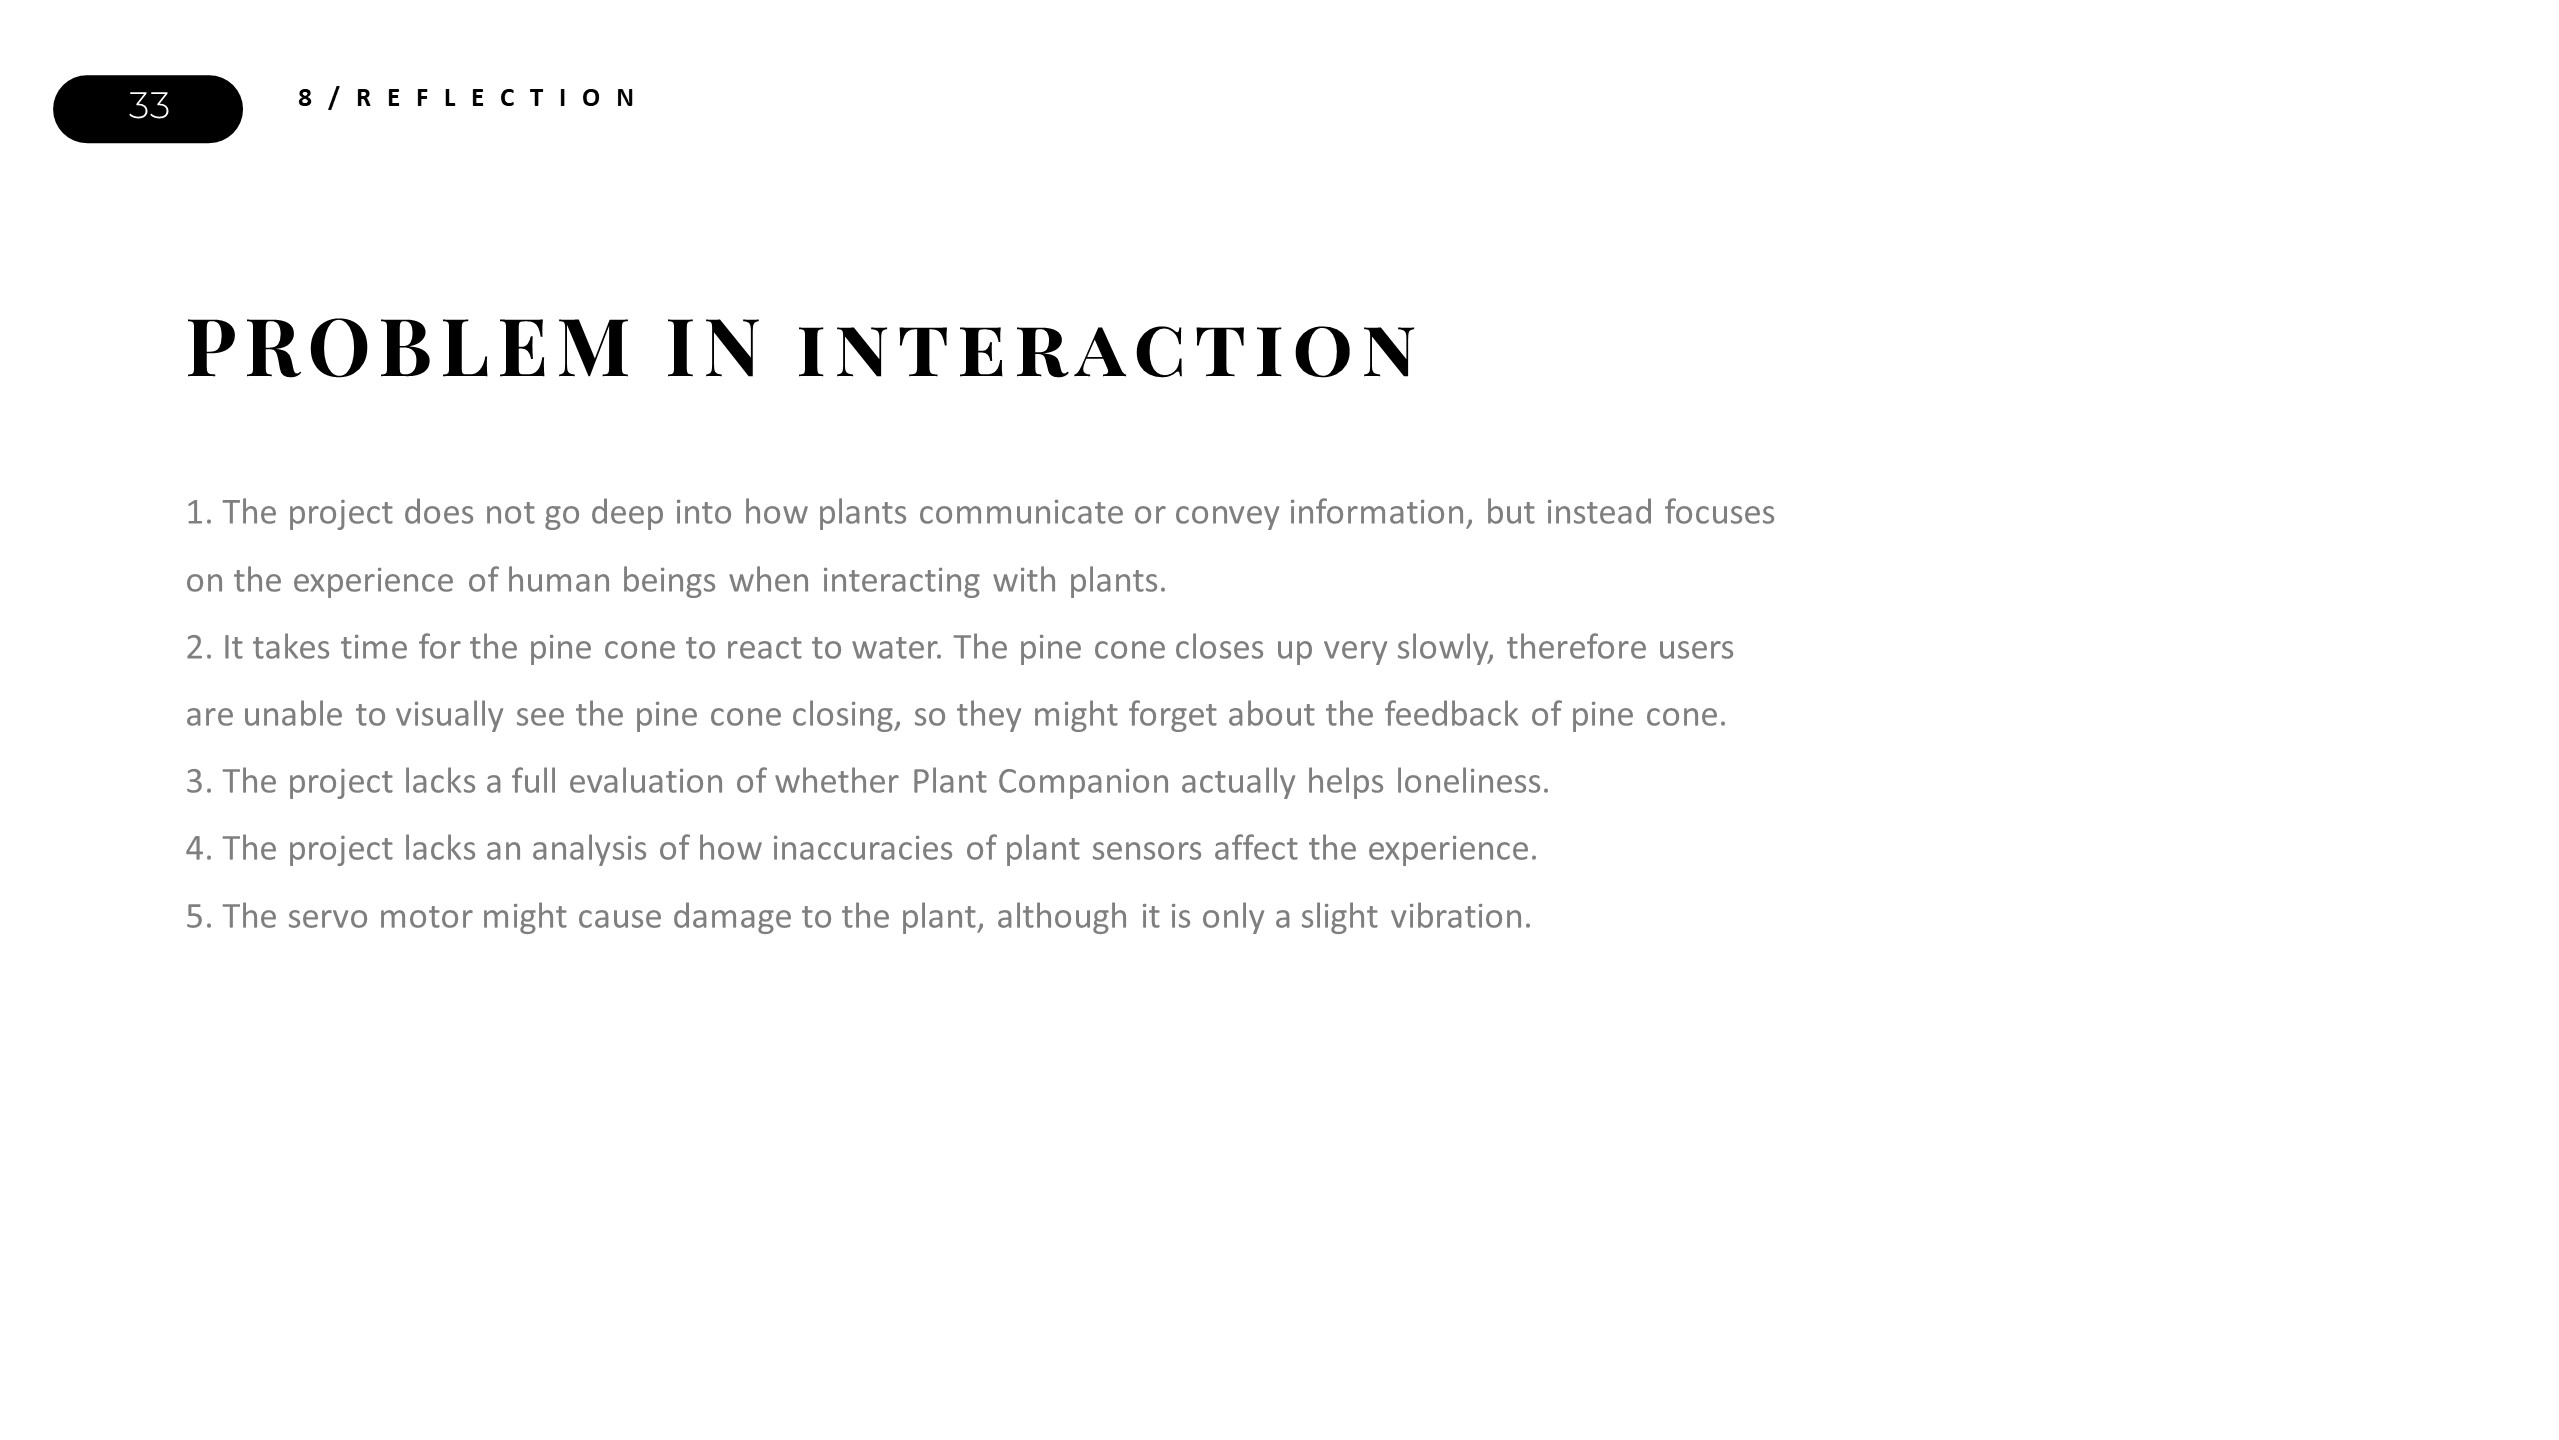 33
8/REFLECTION
PROBLEM IN INTERACTION
1. The project does not go deep into how plants communicate or convey information, but instead focuses
on the experience of human beings when interacting with plants.
2. It takes time for the pine cone to react to water. The pine cone closes up very slowly, therefore users
are unable to visually see the pine cone closing, so they might forget about the feedback of pine cone.
3. The project lacks a full evaluation of whether Plant Companion actually helps loneliness.
4. The project lacks an analysis of how inaccuracies of plant sensors affect the experience.
5. The servo motor might cause damage to the plant, although it is only a slight vibration.